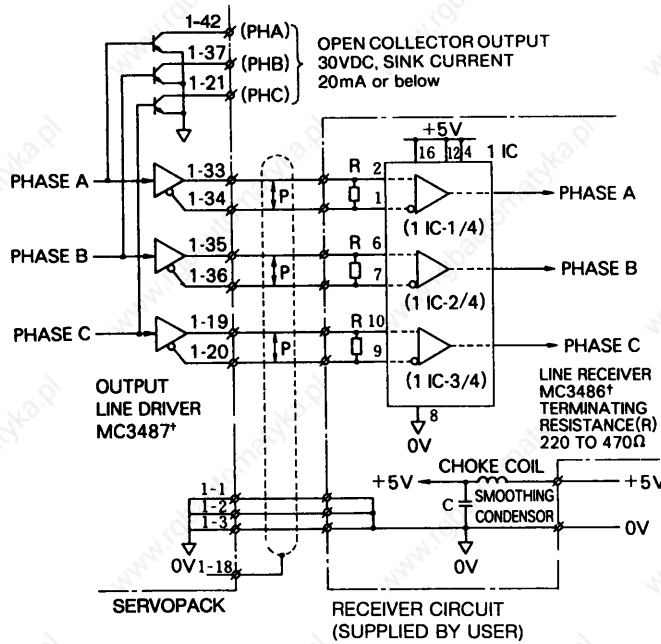 1-42
(PHA)
1-37
(PHB)
1-21
(PHC)
OPEN COLLECTOR OUTPUT
30VDC, SINK CURRENT
20mA or below
+5V
16 12 4
1 IC
PHASE A
1-33
1-34
P
R 2
1
(1 IC-1/4)
PHASE A
PHASE B
1-35
1-36
P
R 6
7
(1 IC-2/4)
PHASE B
PHASE C
1-19
1-20
P
R 10
9
(1 IC-3/4)
PHASE C
OUTPUT
LINE DRIVER
MC3487†
8
0V
LINE RECEIVER
MC3486†
TERMINATING
RESISTANCE(R)
220 TO 470Ω
CHOKE COIL
+5V
+5V
C
SMOOTHING
CONDENSOR
1-1
1-2
1-3
0V
0V
0V
1-18
SERVOPACK
RECEIVER CIRCUIT
(SUPPLIED BY USER)
www.rgbautomatyka.pl